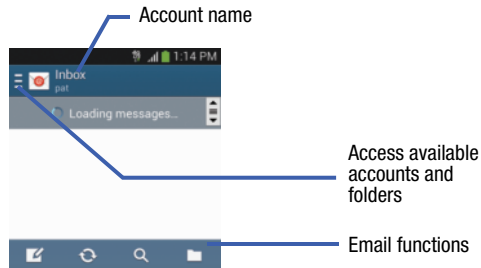 Account name
1:14 PM
Inbox
pat
Loading messages...
Access available
accounts and
folders
Email functions